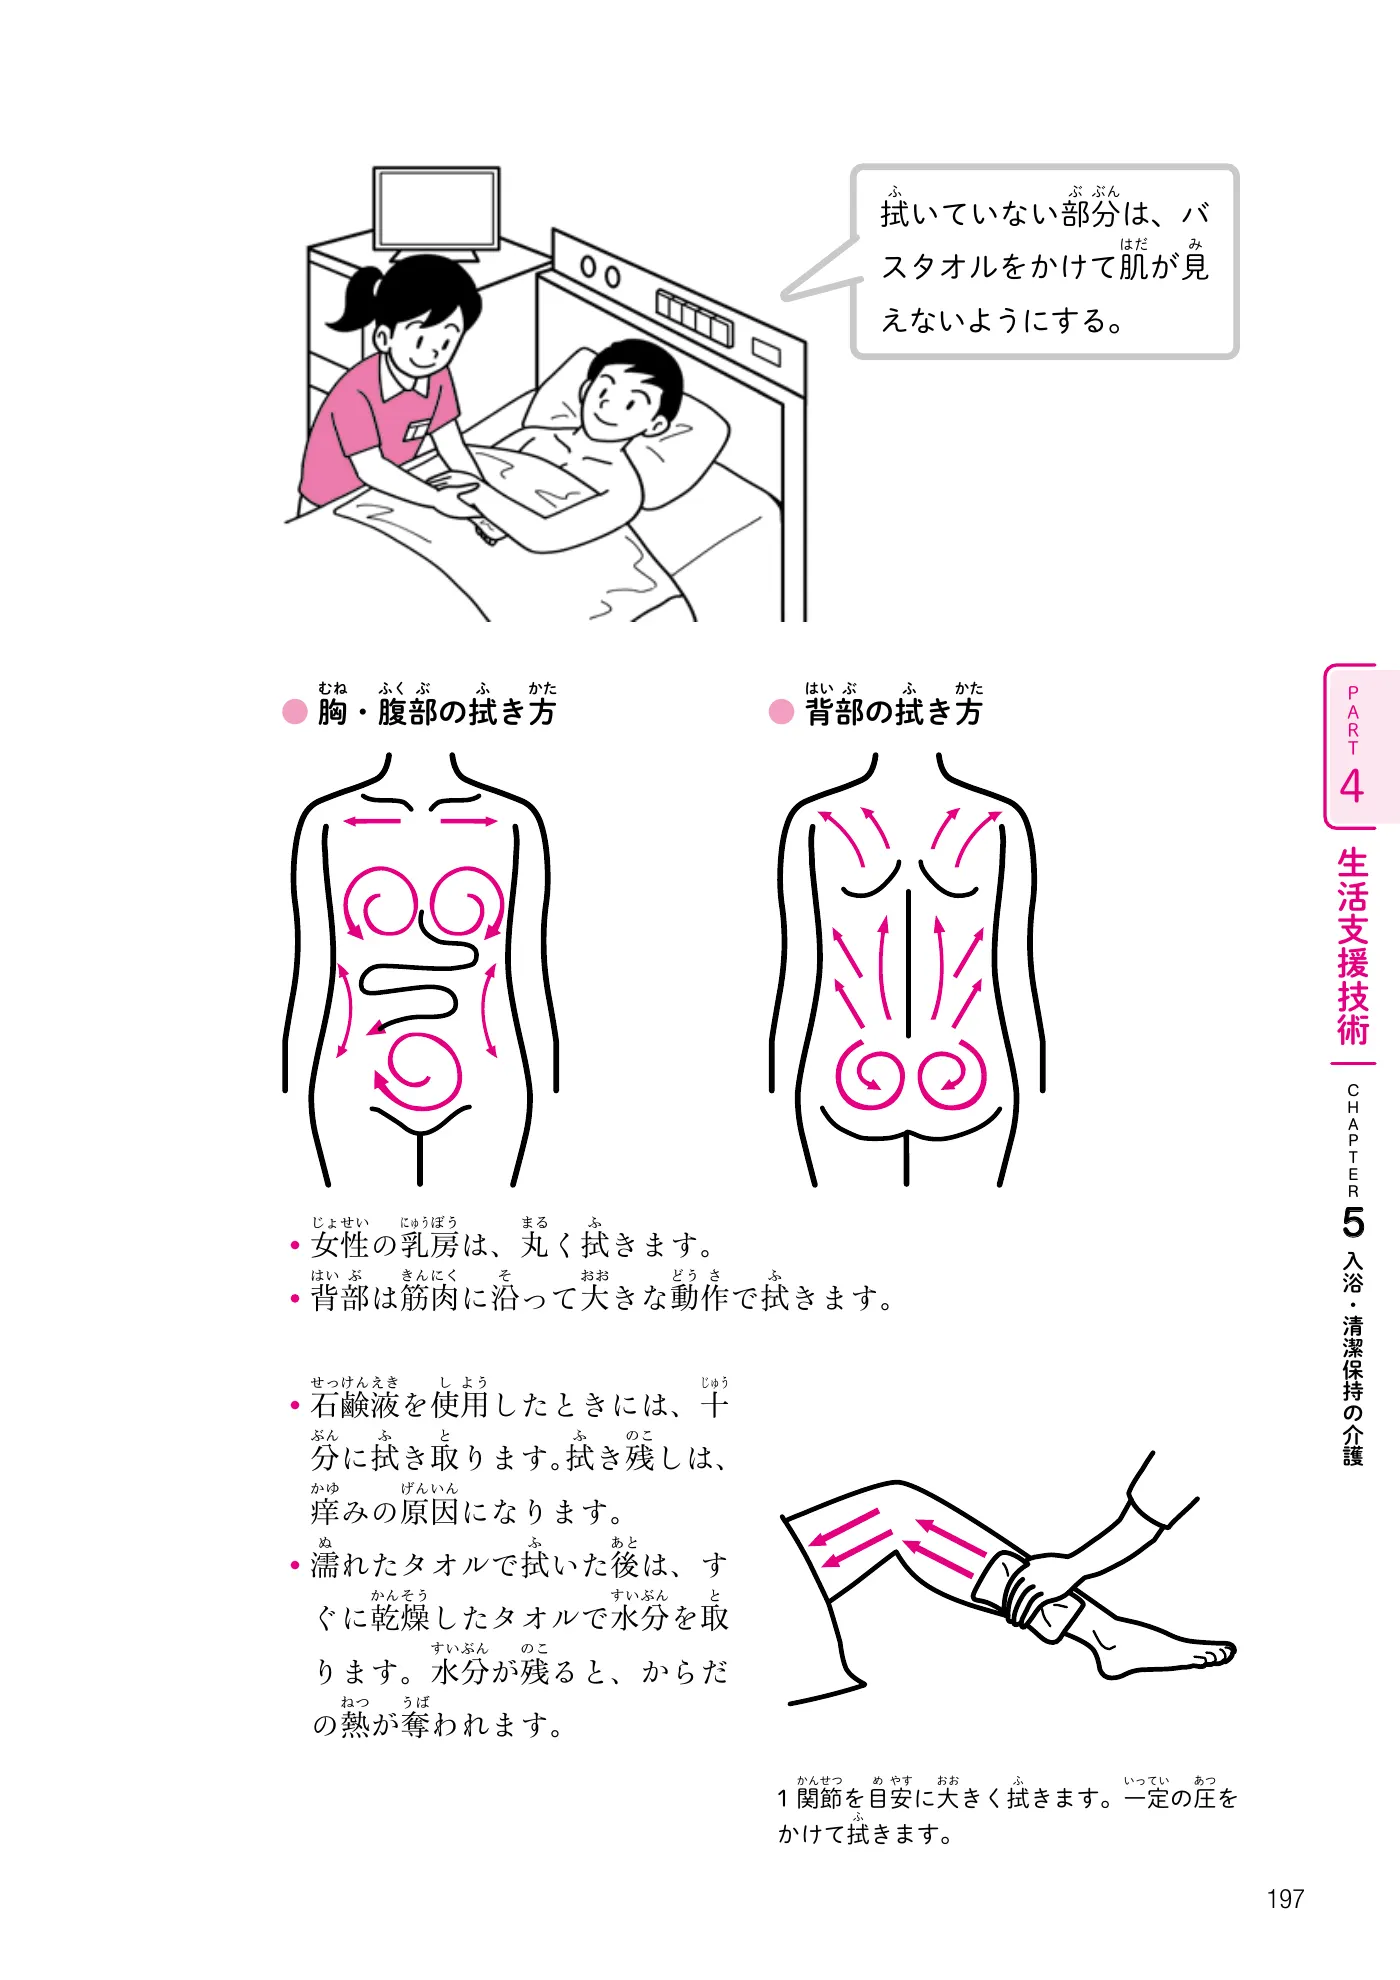 拭いていない部分は、バ
スタオルをかけて肌が見
えないようにする。
● 胸・腹部の拭き方
● 背部の拭き方
• 女性の乳房は、丸く拭きます。
• 背部は筋肉に沿って大きな動作で拭きます。
• 石鹸液を使用したときには、十
分に拭き取ります。拭き残しは、
痒みの原因になります。
• 濡れたタオルで拭いた後は、す
ぐに乾燥したタオルで水分を取
ります。水分が残ると、からだ
の熱が奪われます。
1 関節を目安に大きく拭きます。一定の圧を
かけて拭きます。
PART 4 生活支援技術
CHAPTER 5 入浴・清潔保持の介護
197